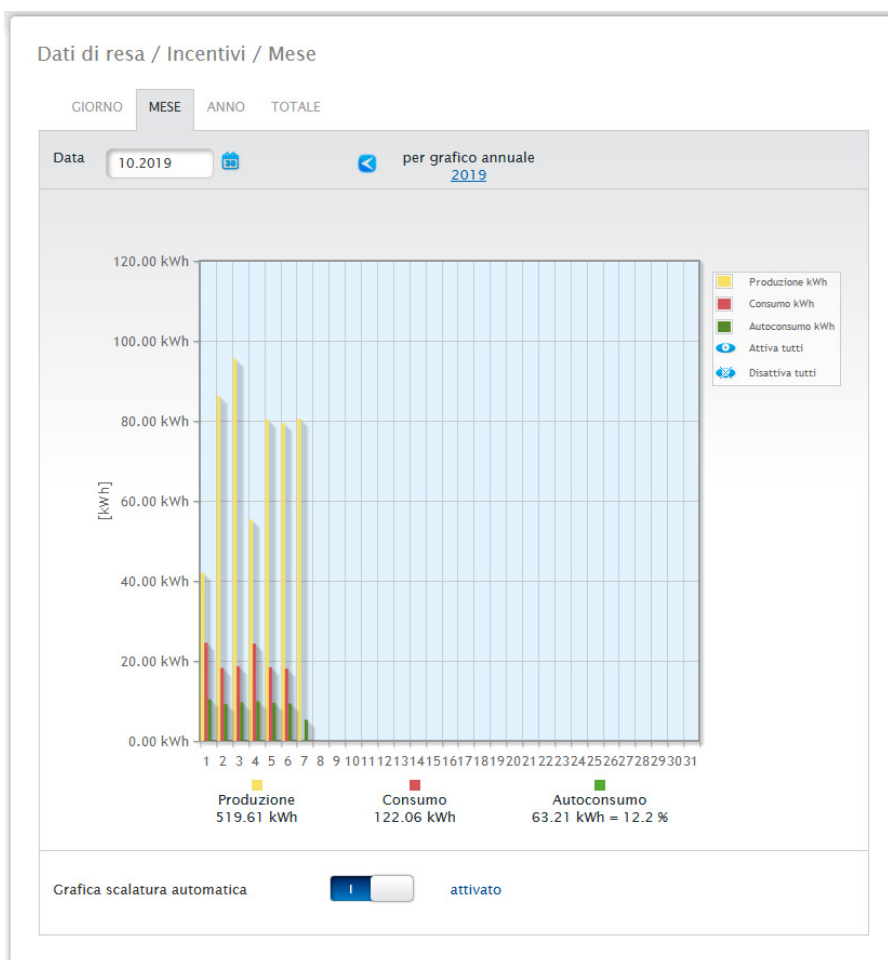 Dati di resa / Incentivi / Mese
GIORNO MESE ANNO TOTALE
Data 10.2019 30 per grafico annuale
2019
120.00 kWh
100.00 kWh
80.00 kWh
60.00 kWh
40.00 kWh
20.00 kWh
0.00 kWh
[kWh]
Produzione kWh
Consumo kWh
Autoconsumo kWh
Attiva tutti
Disattiva tutti
1 2 3 4 5 6 7 8 9 10 11 12 13 14 15 16 17 18 19 20 21 22 23 24 25 26 27 28 29 30 31
Produzione Consumo Autoconsumo
519.61 kWh 122.06 kWh 63.21 kWh = 12.2 %
Grafica scalatura automatica I attivato